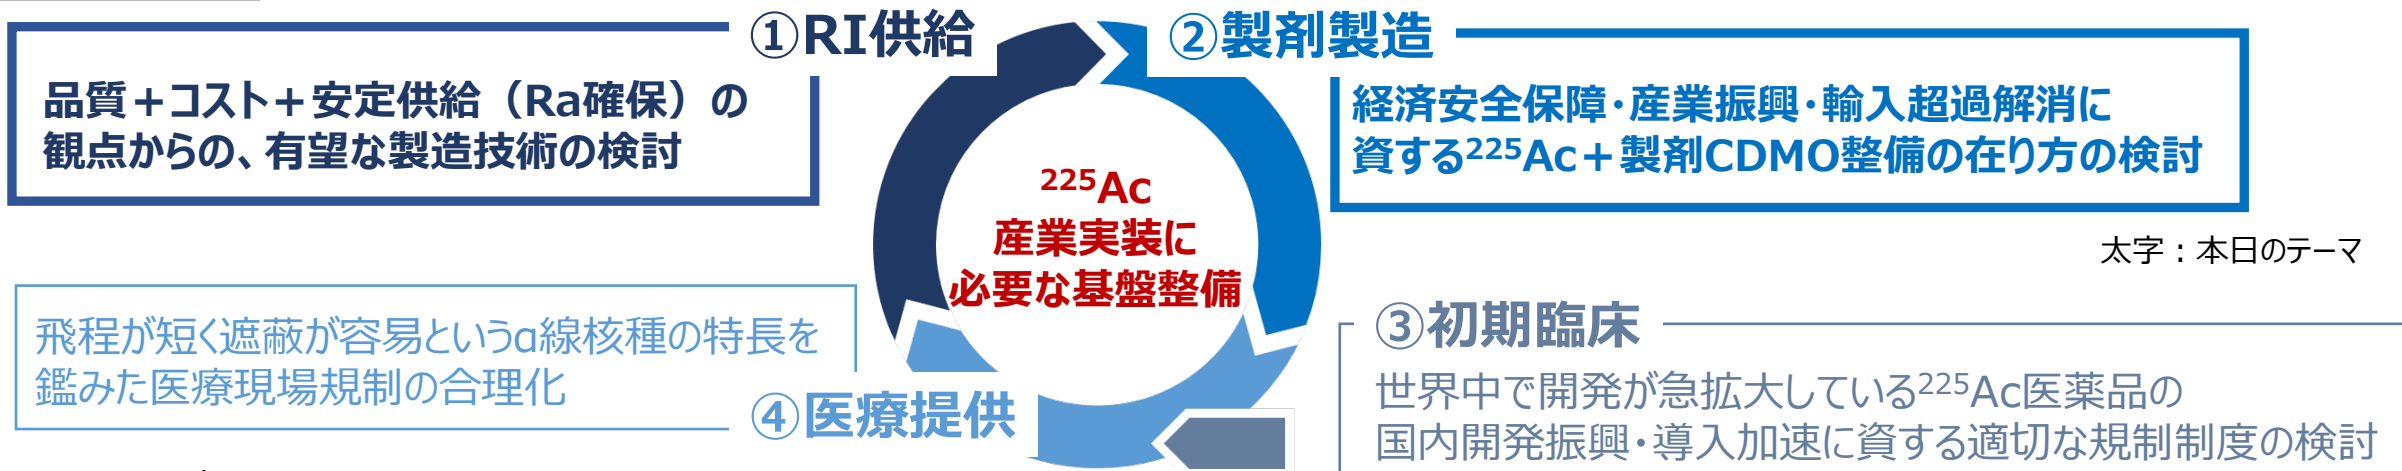 ①RI供給
品質＋コスト＋安定供給（Ra確保）の
観点からの、有望な製造技術の検討
②製剤製造
経済安全保障・産業振興・輸入超過解消に
資する²²⁵Ac＋製剤CDMO整備の在り方の検討
²²⁵Ac
産業実装に
必要な基盤整備
太字：本日のテーマ
③初期臨床
世界中で開発が急拡大している²²⁵Ac医薬品の
国内開発振興・導入加速に資する適切な規制制度の検討
飛程が短く遮蔽が容易というα線核種の特長を
鑑みた医療現場規制の合理化
④医療提供